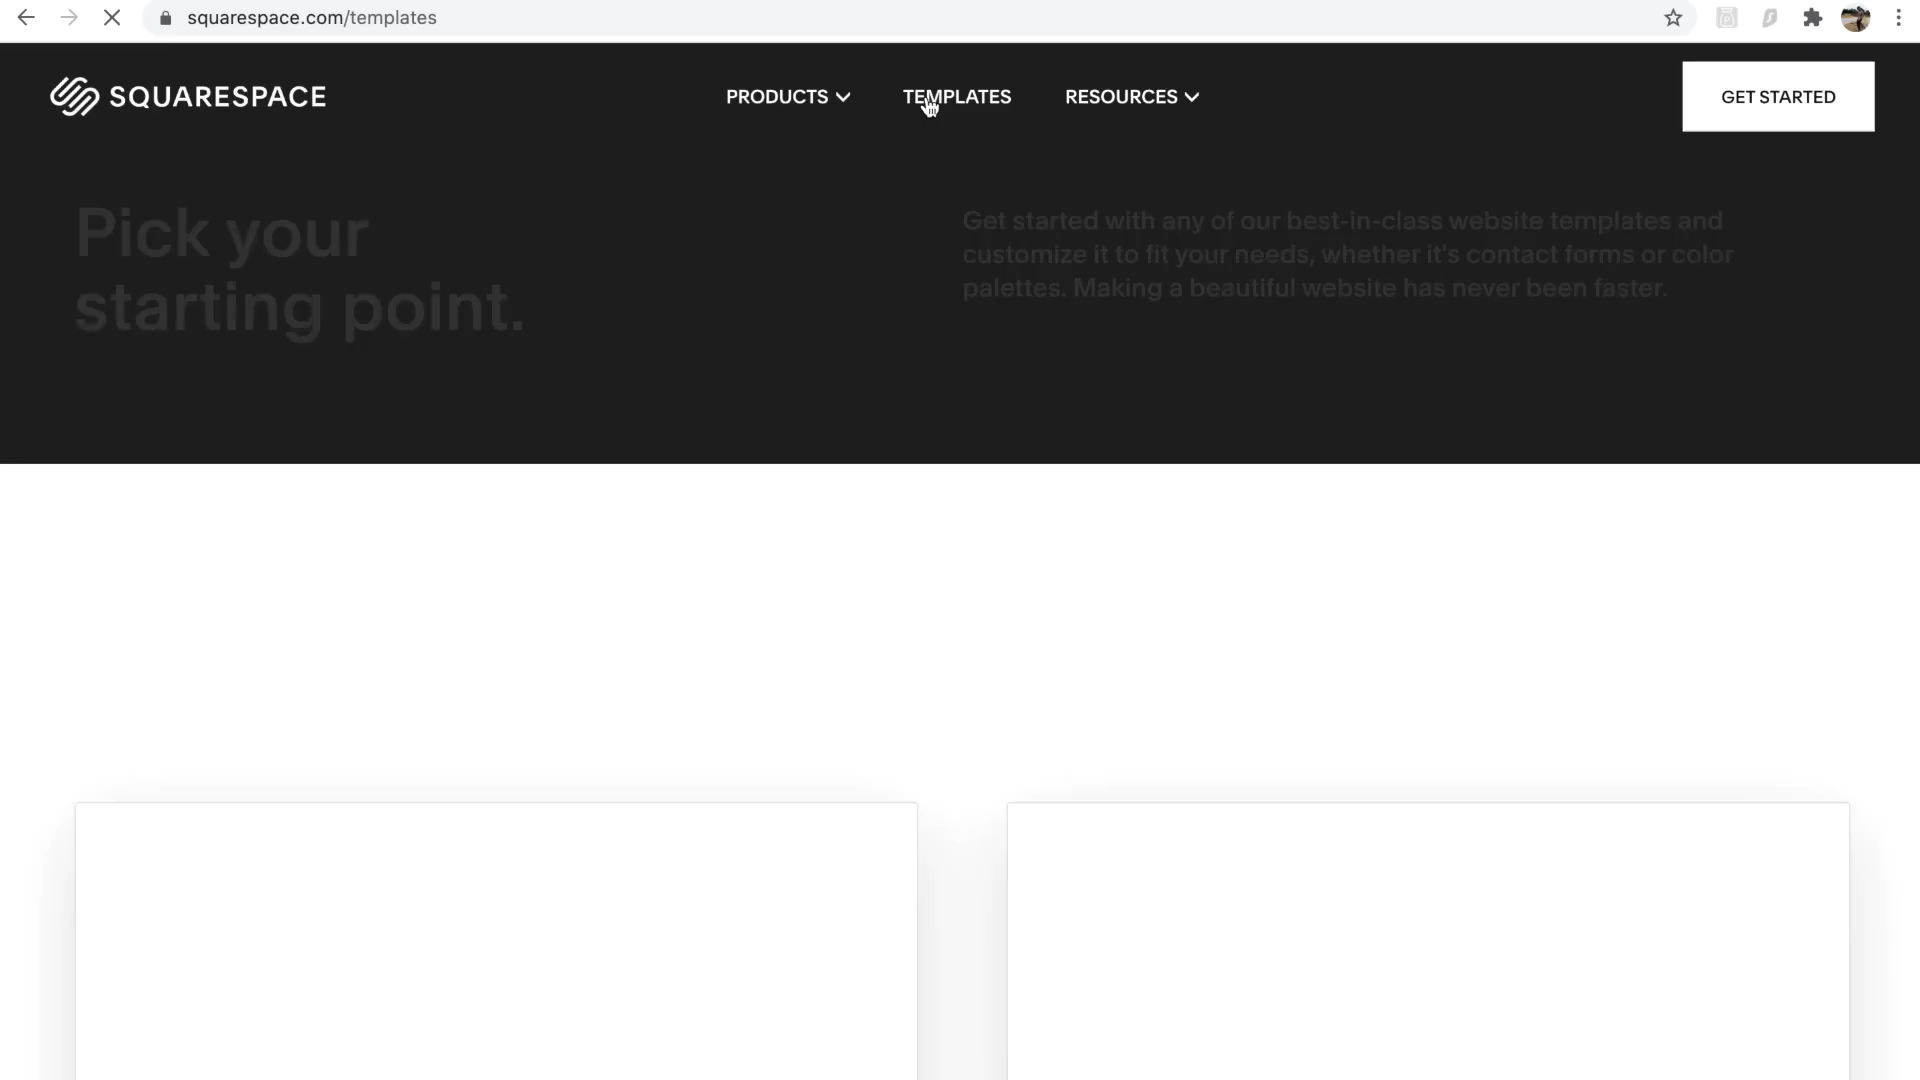 squarespace.com/templates
SQUARESPACE
PRODUCTS
TEMPLATES
RESOURCES
GET STARTED
Pick your
starting point.
Get started with any of our best-in-class website templates and
customize it to fit your needs, whether it's contact forms or color
palettes. Making a beautiful website has never been faster.